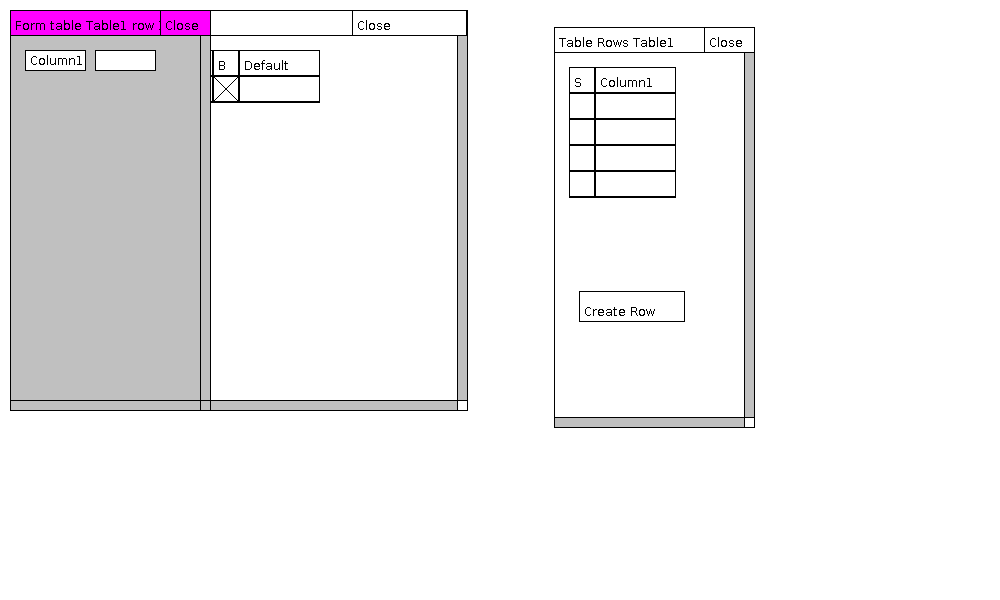 Form table Table1 row
Close
Close
Column1
B
Default
Table Rows Table1
Close
S
Column1
Create Row